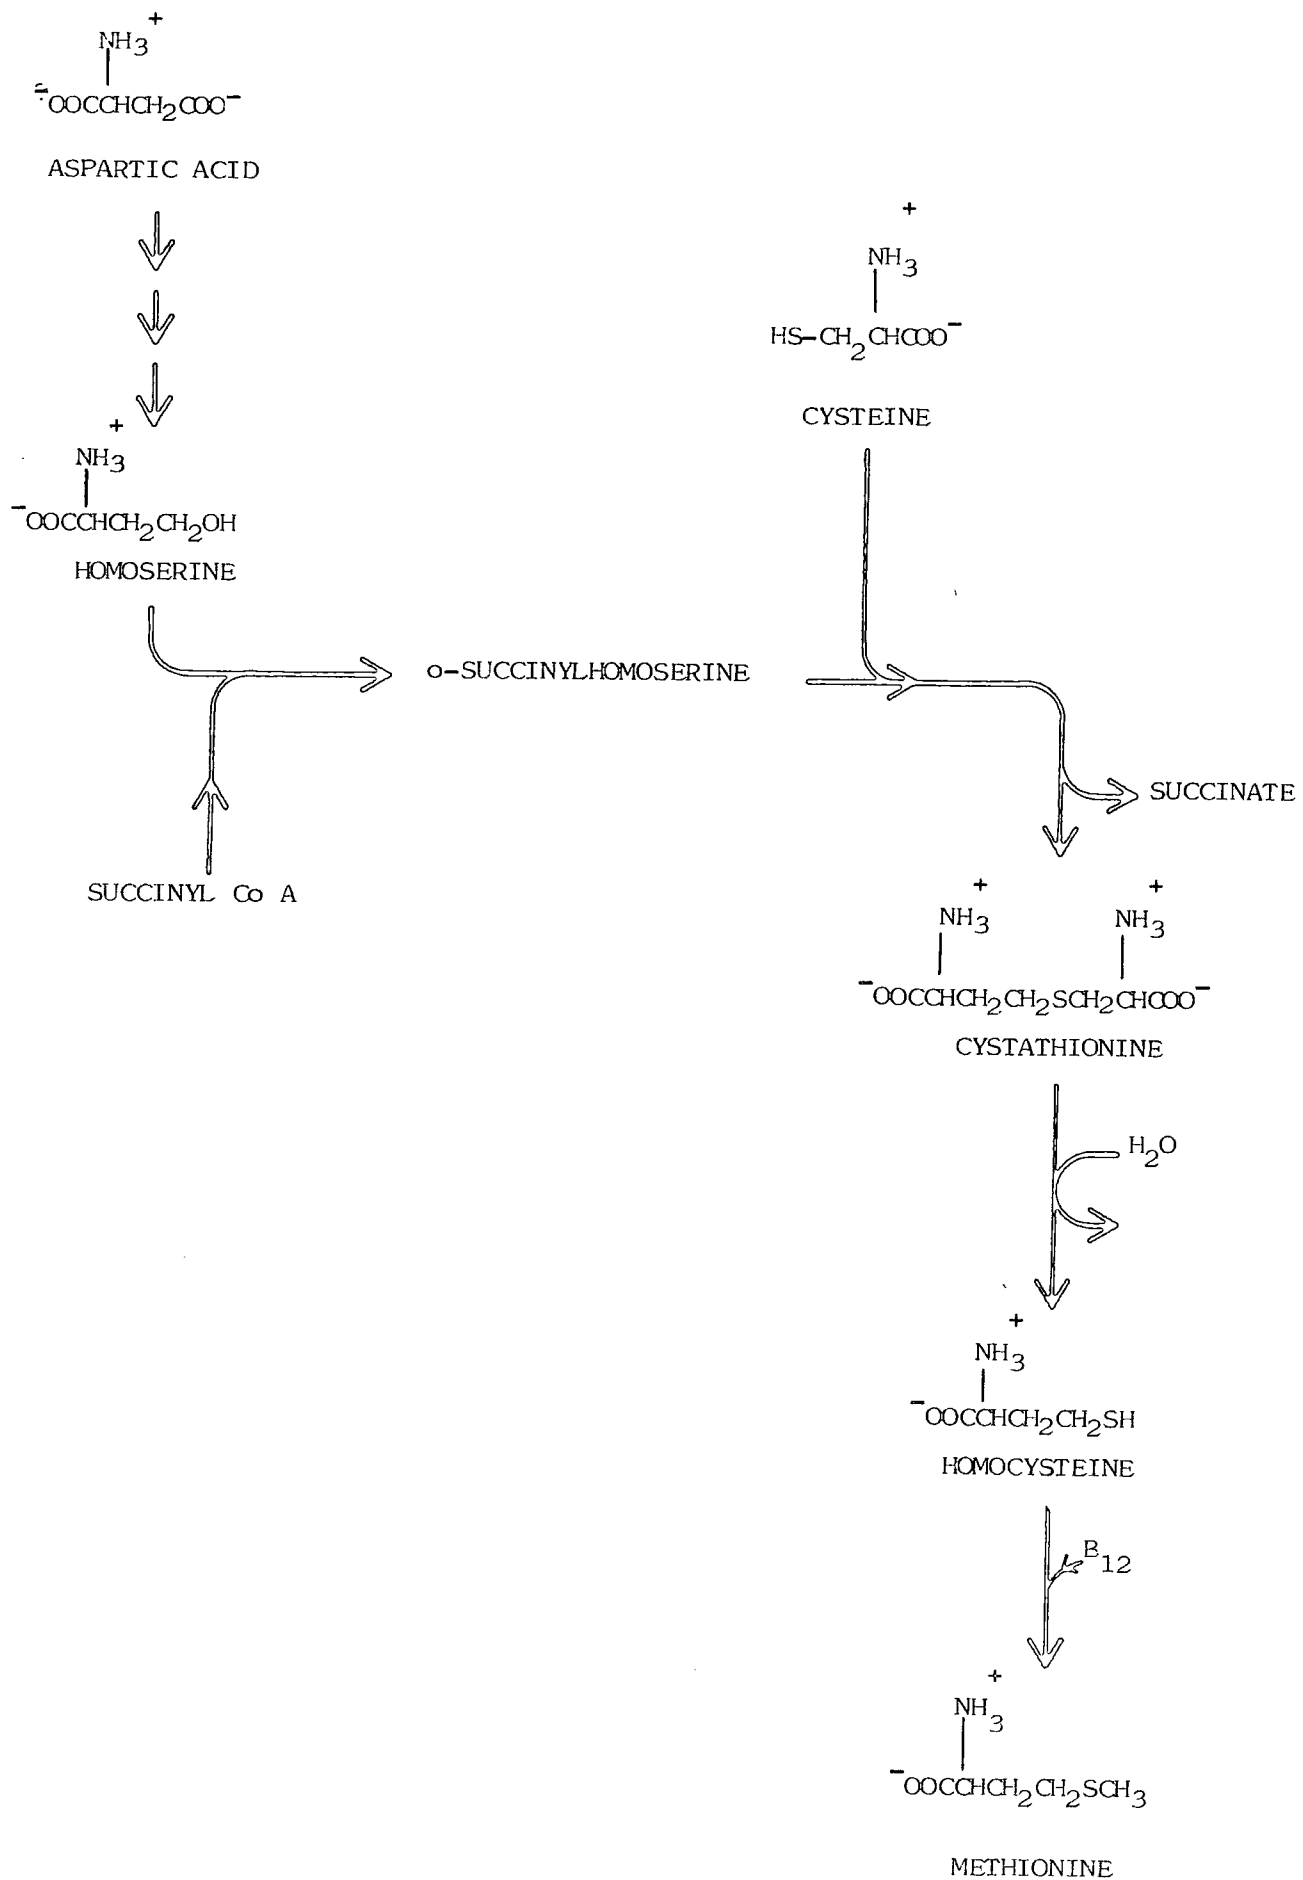 +
NH3
-OOCCHCH2COO-
ASPARTIC ACID
+
NH3
HS-CH2CHCOO-
CYSTEINE
+
NH3
-OOCCHCH2CH2OH
HOMOSERINE
o-SUCCINYLHOMOSERINE
SUCCINATE
SUCCINYL Co A
+ +
NH3 NH3
-OOCCHCH2CH2SCH2CHCOO-
CYSTATHIONINE
H2O
+
NH3
-OOCCHCH2CH2SH
HOMOCYSTEINE
B12
+
NH3
-OOCCHCH2CH2SCH3
METHIONINE